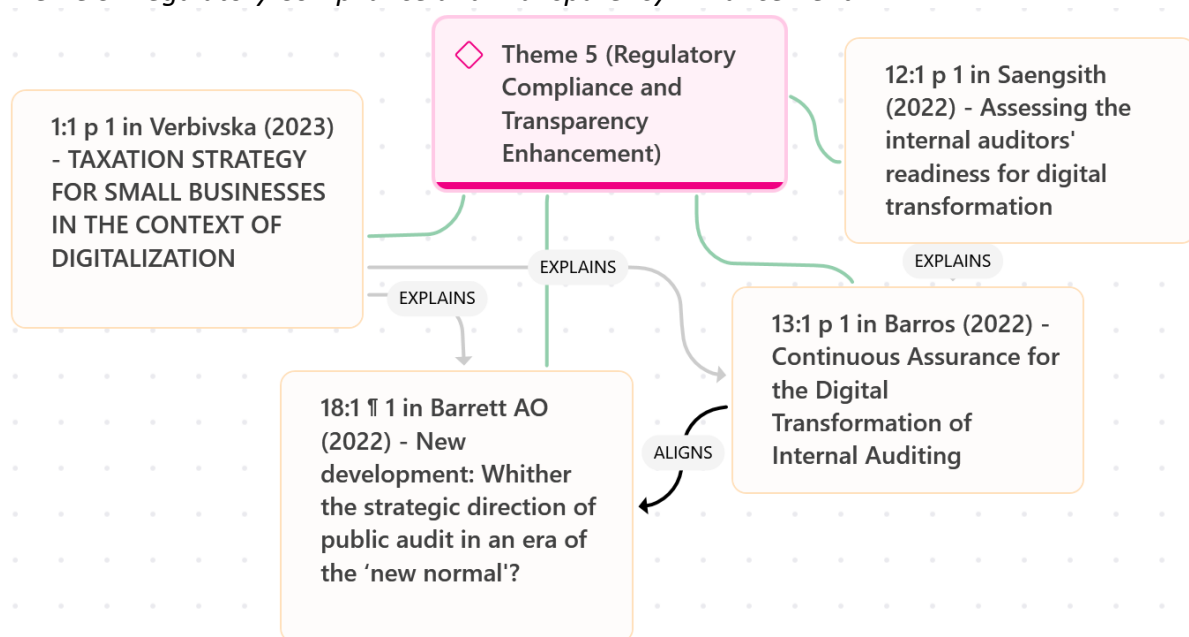 Theme 5 (Regulatory
Compliance and
Transparency
Enhancement)
12:1 p 1 in Saengsith
(2022) - Assessing the
internal auditors'
readiness for digital
transformation
1:1 p 1 in Verbivska (2023)
- TAXATION STRATEGY
FOR SMALL BUSINESSES
IN THE CONTEXT OF
DIGITALIZATION
EXPLAINS
EXPLAINS
EXPLAINS
13:1 p 1 in Barros (2022) -
Continuous Assurance for
the Digital
Transformation of
Internal Auditing
18:1 ¶ 1 in Barrett AO
(2022) - New
development: Whither
the strategic direction of
public audit in an era of
the ‘new normal'?
ALIGNS